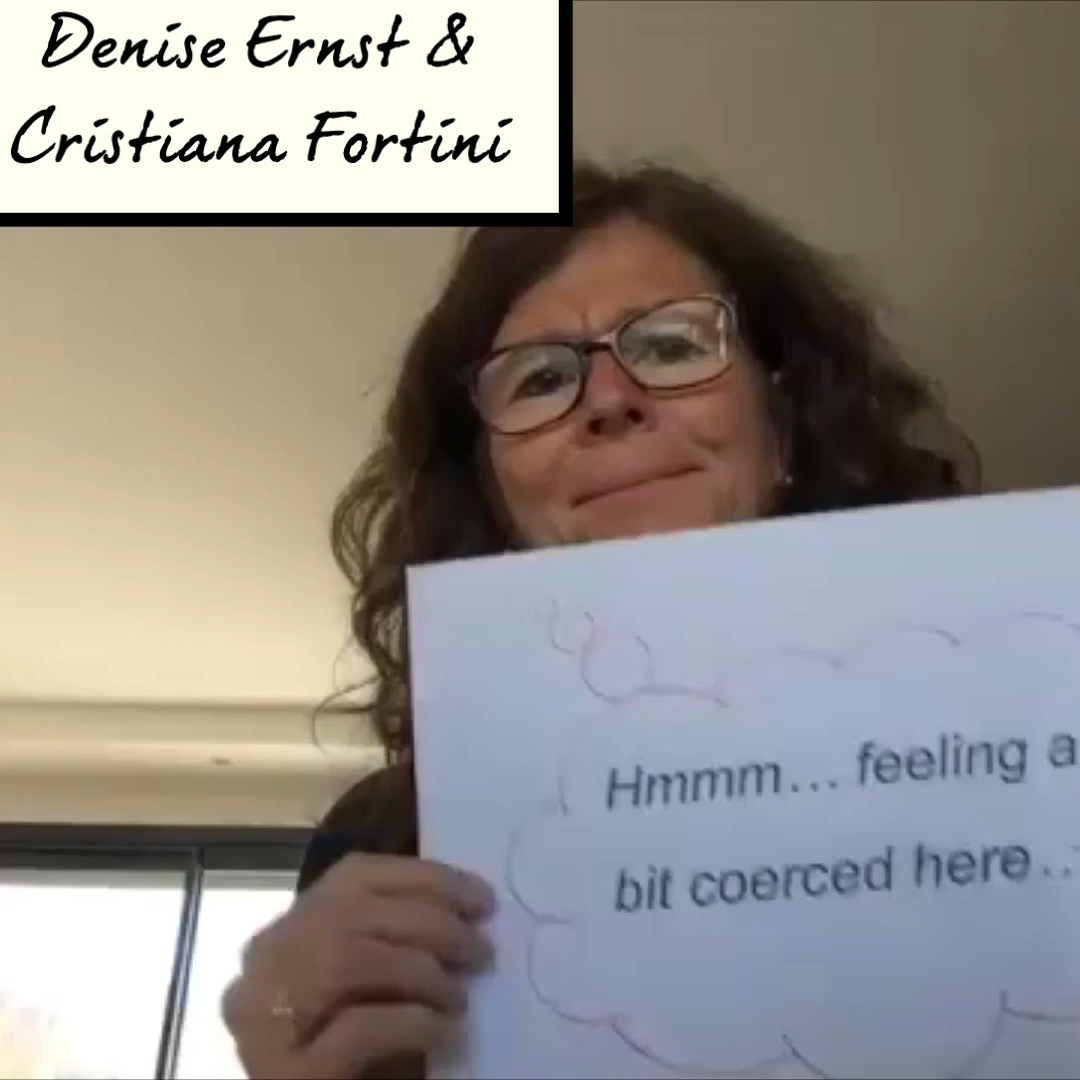 Denise Ernst &
Cristiana Fortini
Hmmm... feeling a
bit coerced here..